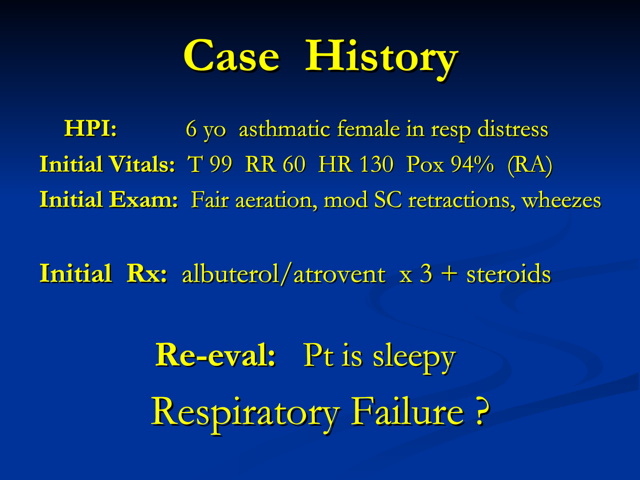 Case History
HPI: 6 yo asthmatic female in resp distress
Initial Vitals: T 99 RR 60 HR 130 Pox 94% (RA)
Initial Exam: Fair aeration, mod SC retractions, wheezes
Initial Rx: albuterol/atrovent x 3 + steroids
Re-eval: Pt is sleepy
Respiratory Failure ?